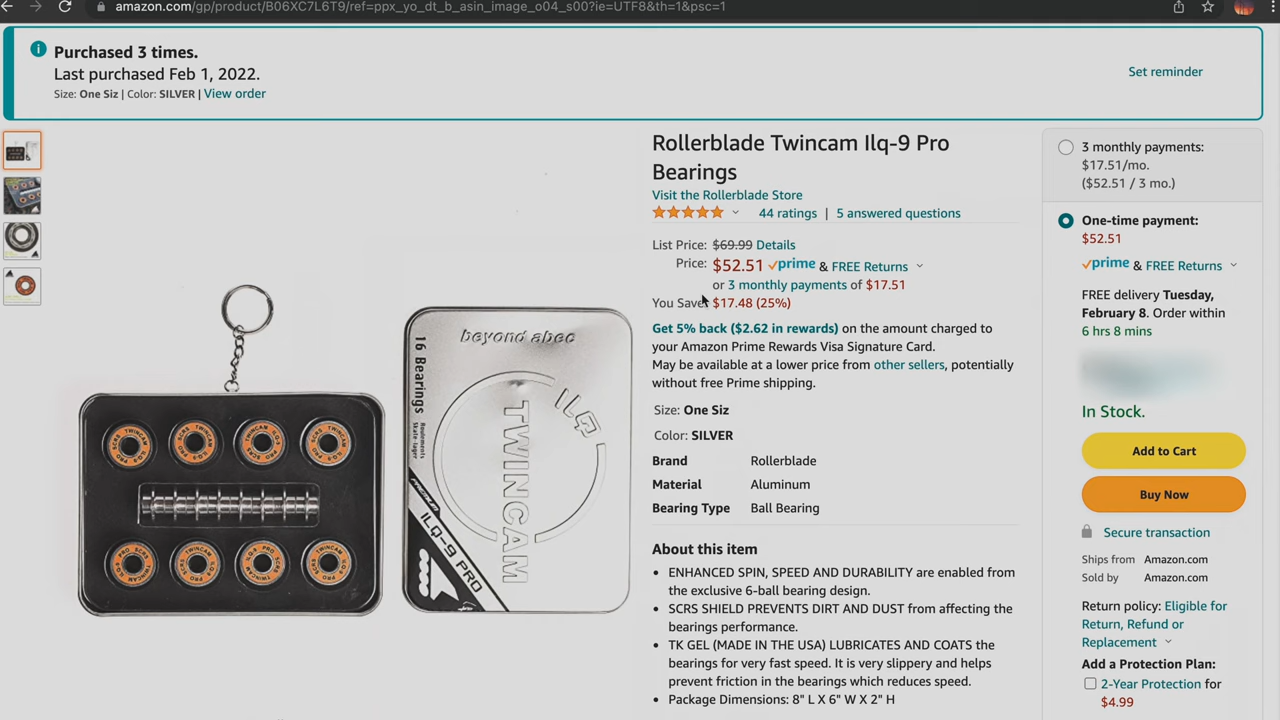 amazon.com/gp/product/B06XC7L6T9/ref=ppx_yo_dt_b_asin_image_o04_s00?ie=UTF8&th=1&psc=1
Purchased 3 times.
Last purchased Feb 1, 2022.
Size: One Siz | Color: SILVER | View order
Set reminder
Rollerblade Twincam Ilq-9 Pro
Bearings
Visit the Rollerblade Store
44 ratings | 5 answered questions
List Price: $69.99 Details
Price: $52.51 prime & FREE Returns
or 3 monthly payments of $17.51
You Save: $17.48 (25%)
Get 5% back ($2.62 in rewards) on the amount charged to
your Amazon Prime Rewards Visa Signature Card.
May be available at a lower price from other sellers, potentially
without free Prime shipping.
Size: One Siz
Color: SILVER
Brand Rollerblade
Material Aluminum
Bearing Type Ball Bearing
About this item
• ENHANCED SPIN, SPEED AND DURABILITY are enabled from
the exclusive 6-ball bearing design.
• SCRS SHIELD PREVENTS DIRT AND DUST from affecting the
bearings performance.
• TK GEL (MADE IN THE USA) LUBRICATES AND COATS the
bearings for very fast speed. It is very slippery and helps
prevent friction in the bearings which reduces speed.
• Package Dimensions: 8" L X 6" W X 2" H
3 monthly payments:
$17.51/mo.
($52.51 / 3 mo.)
One-time payment:
$52.51
prime & FREE Returns
FREE delivery Tuesday,
February 8. Order within
6 hrs 8 mins
In Stock.
Add to Cart
Buy Now
Secure transaction
Ships from Amazon.com
Sold by Amazon.com
Return policy: Eligible for
Return, Refund or
Replacement
Add a Protection Plan:
2-Year Protection for
$4.99
beyond abec
16 Bearings
ILQ
TWINCAM
ILQ-9 PRO